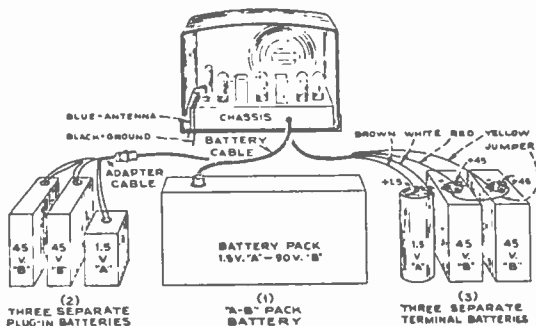 CHASSIS
BLUE-ANTENNA
BLACK-GROUND
BATTERY
CABLE
BROWN WHITE RED YELLOW
JUMPER
ADAPTER
CABLE
+45
+45
+1.5
45
V.
"B"
45
V.
"B"
1.5
V.
"A"
BATTERY PACK
1.5 V. "A" - 90 V. "B"
1.5
V.
"A"
45
V.
"B"
45
V.
"B"
(2)
THREE SEPARATE
PLUG-IN BATTERIES
(1)
"A-B" PACK
BATTERY
(3)
THREE SEPARATE
TERMINAL BATTERIES